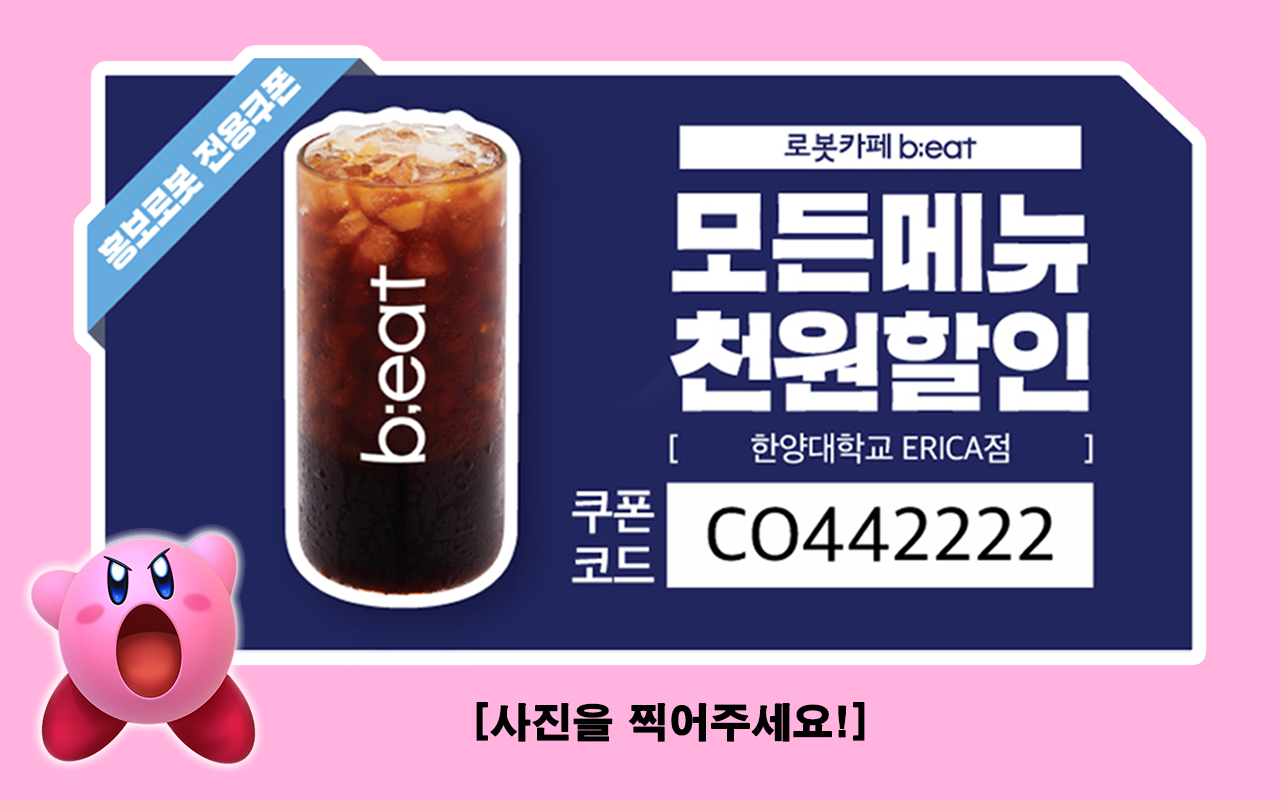 홍보로봇 전용쿠폰
b:eat
로봇카페 b:eat
모든메뉴
천원할인
[ 한양대학교 ERICA점 ]
쿠폰
코드
CO442222
[사진을 찍어주세요!]